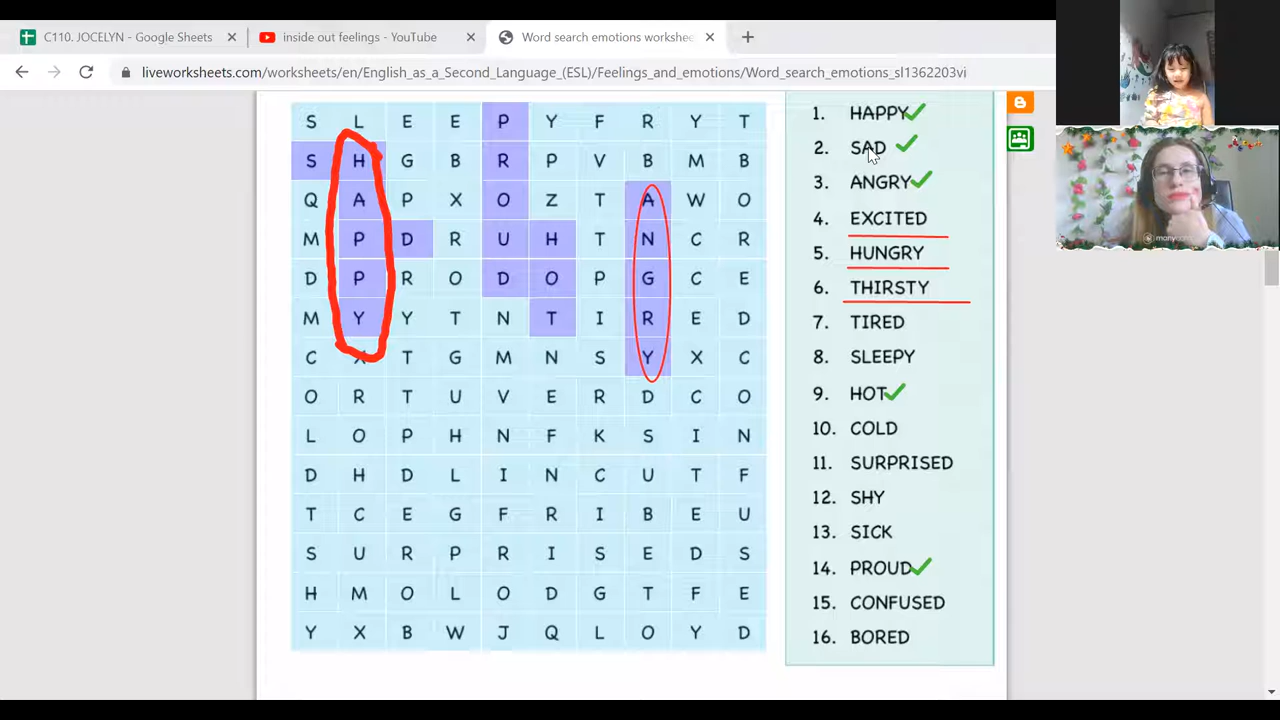 C110. JOCELYN - Google Sheets
inside out feelings - YouTube
Word search emotions workshee
liveworksheets.com/worksheets/en/English_as_a_Second_Language_(ESL)/Feelings_and_emotions/Word_search_emotions_sl1362203vi
S L E E P Y F R Y T
S H G B R P V B M B
Q A P X O Z T A W O
M P D R U H T N C R
D P R O D O P G C E
M Y Y T N T I R E D
C X T G M N S Y X C
O R T U V E R D C O
L O P H N F K S I N
D H D L I N C U T F
T C E G F R I B E U
S U R P R I S E D S
H M O L O D G T F E
Y X B W J Q L O Y D
1. HAPPY
2. SAD
3. ANGRY
4. EXCITED
5. HUNGRY
6. THIRSTY
7. TIRED
8. SLEEPY
9. HOT
10. COLD
11. SURPRISED
12. SHY
13. SICK
14. PROUD
15. CONFUSED
16. BORED